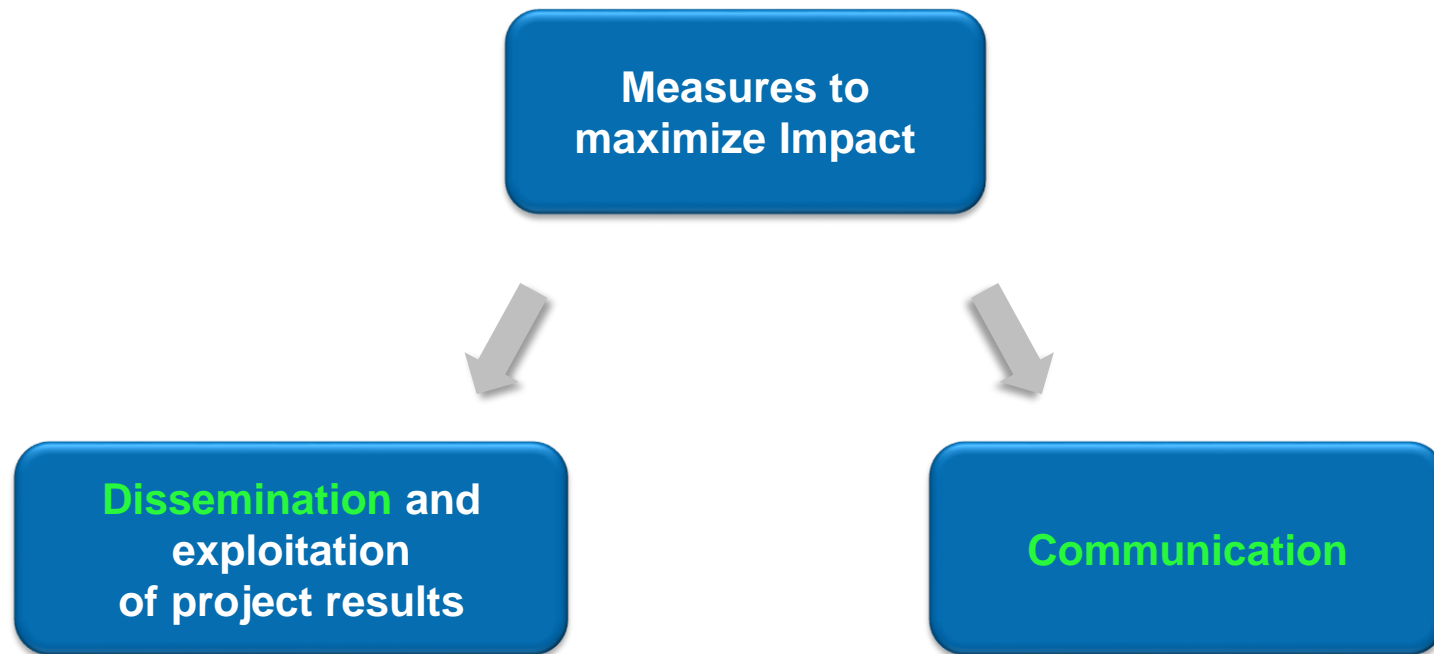 Measures to
maximize Impact
Dissemination and
exploitation
of project results
Communication